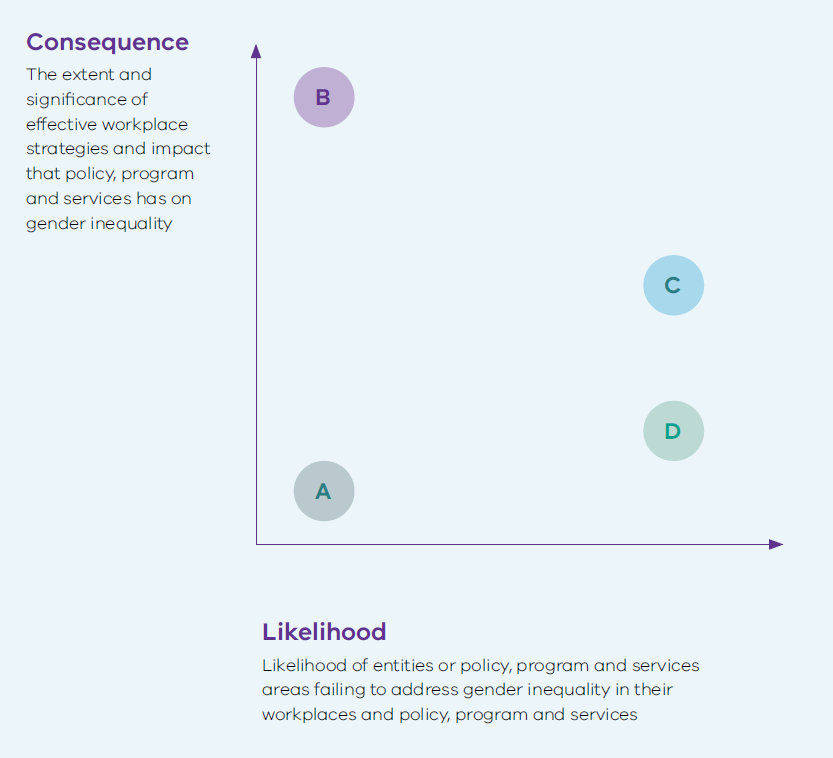 Consequence
The extent and
significance of
effective workplace
strategies and impact
that policy, program
and services has on
gender inequality
B
C
D
A
Likelihood
Likelihood of entities or policy, program and services
areas failing to address gender inequality in their
workplaces and policy, program and services